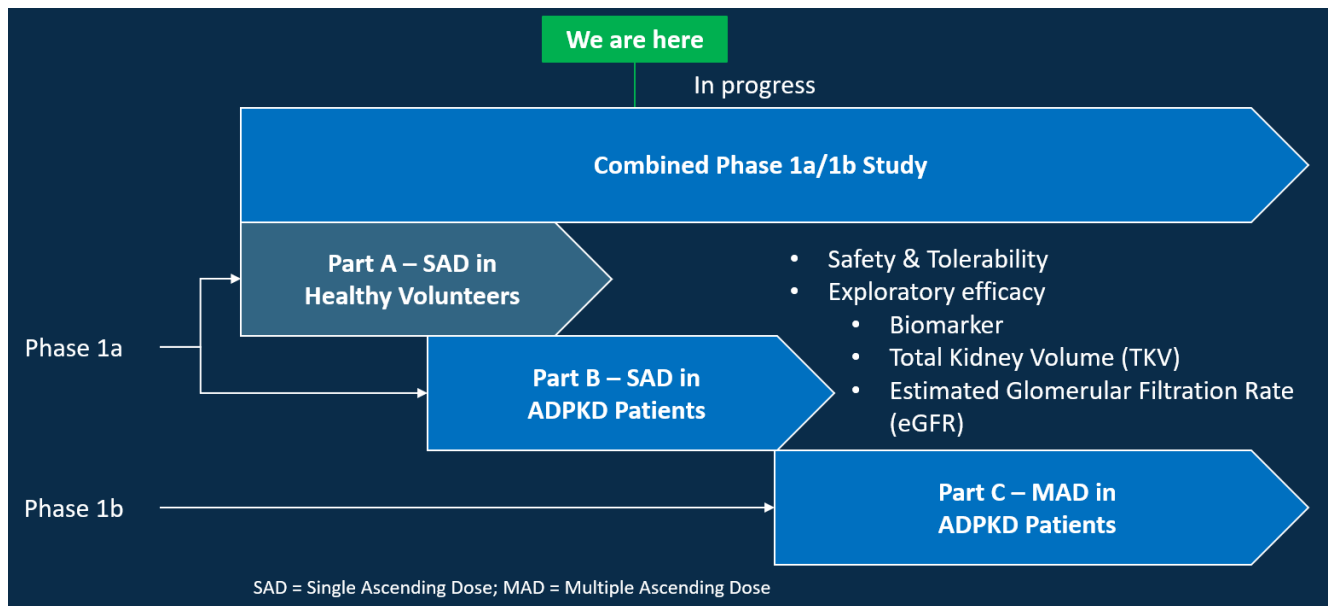 We are here
In progress
Combined Phase 1a/1b Study
Part A – SAD in
Healthy Volunteers
• Safety & Tolerability
• Exploratory efficacy
• Biomarker
• Total Kidney Volume (TKV)
• Estimated Glomerular Filtration Rate
(eGFR)
Phase 1a
Part B – SAD in
ADPKD Patients
Phase 1b
Part C – MAD in
ADPKD Patients
SAD = Single Ascending Dose; MAD = Multiple Ascending Dose